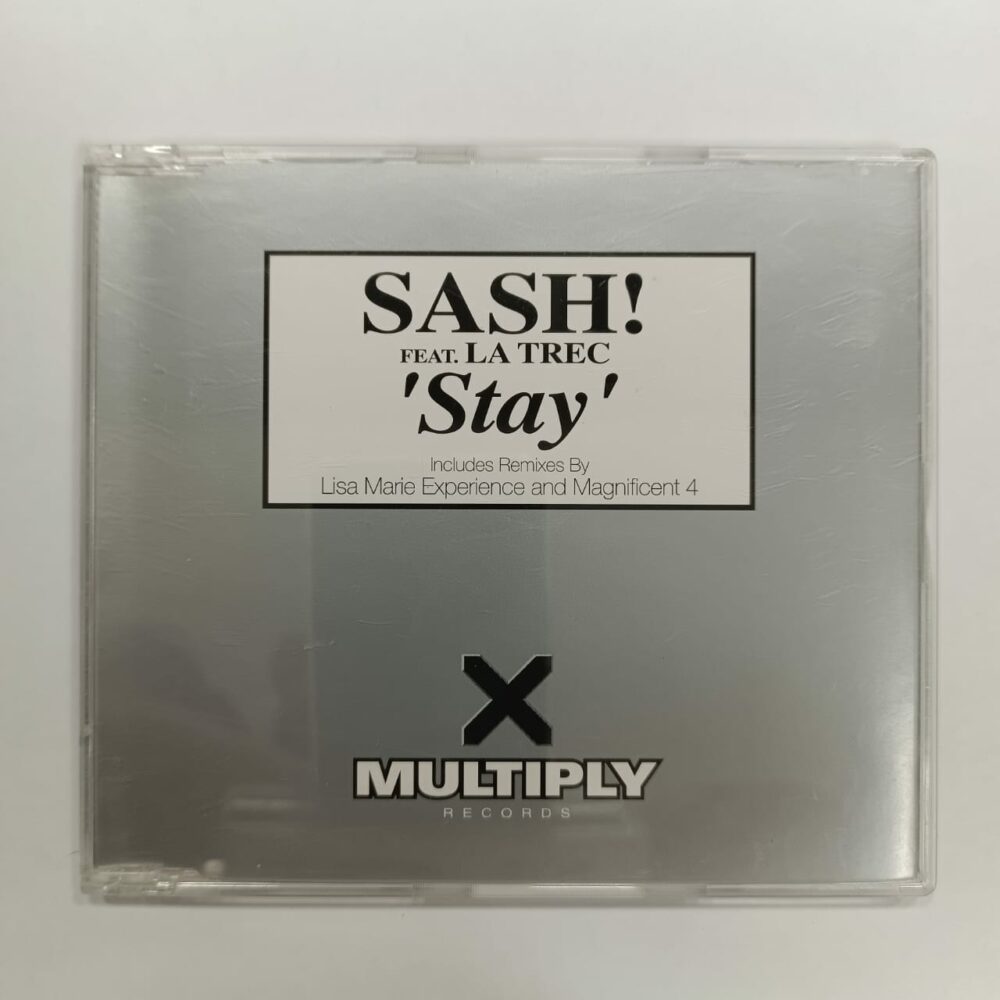 SASH!
FEAT. LA TREC
'Stay'
Includes Remixes By
Lisa Marie Experience and Magnificent 4
X
MULTIPLY
RECORDS